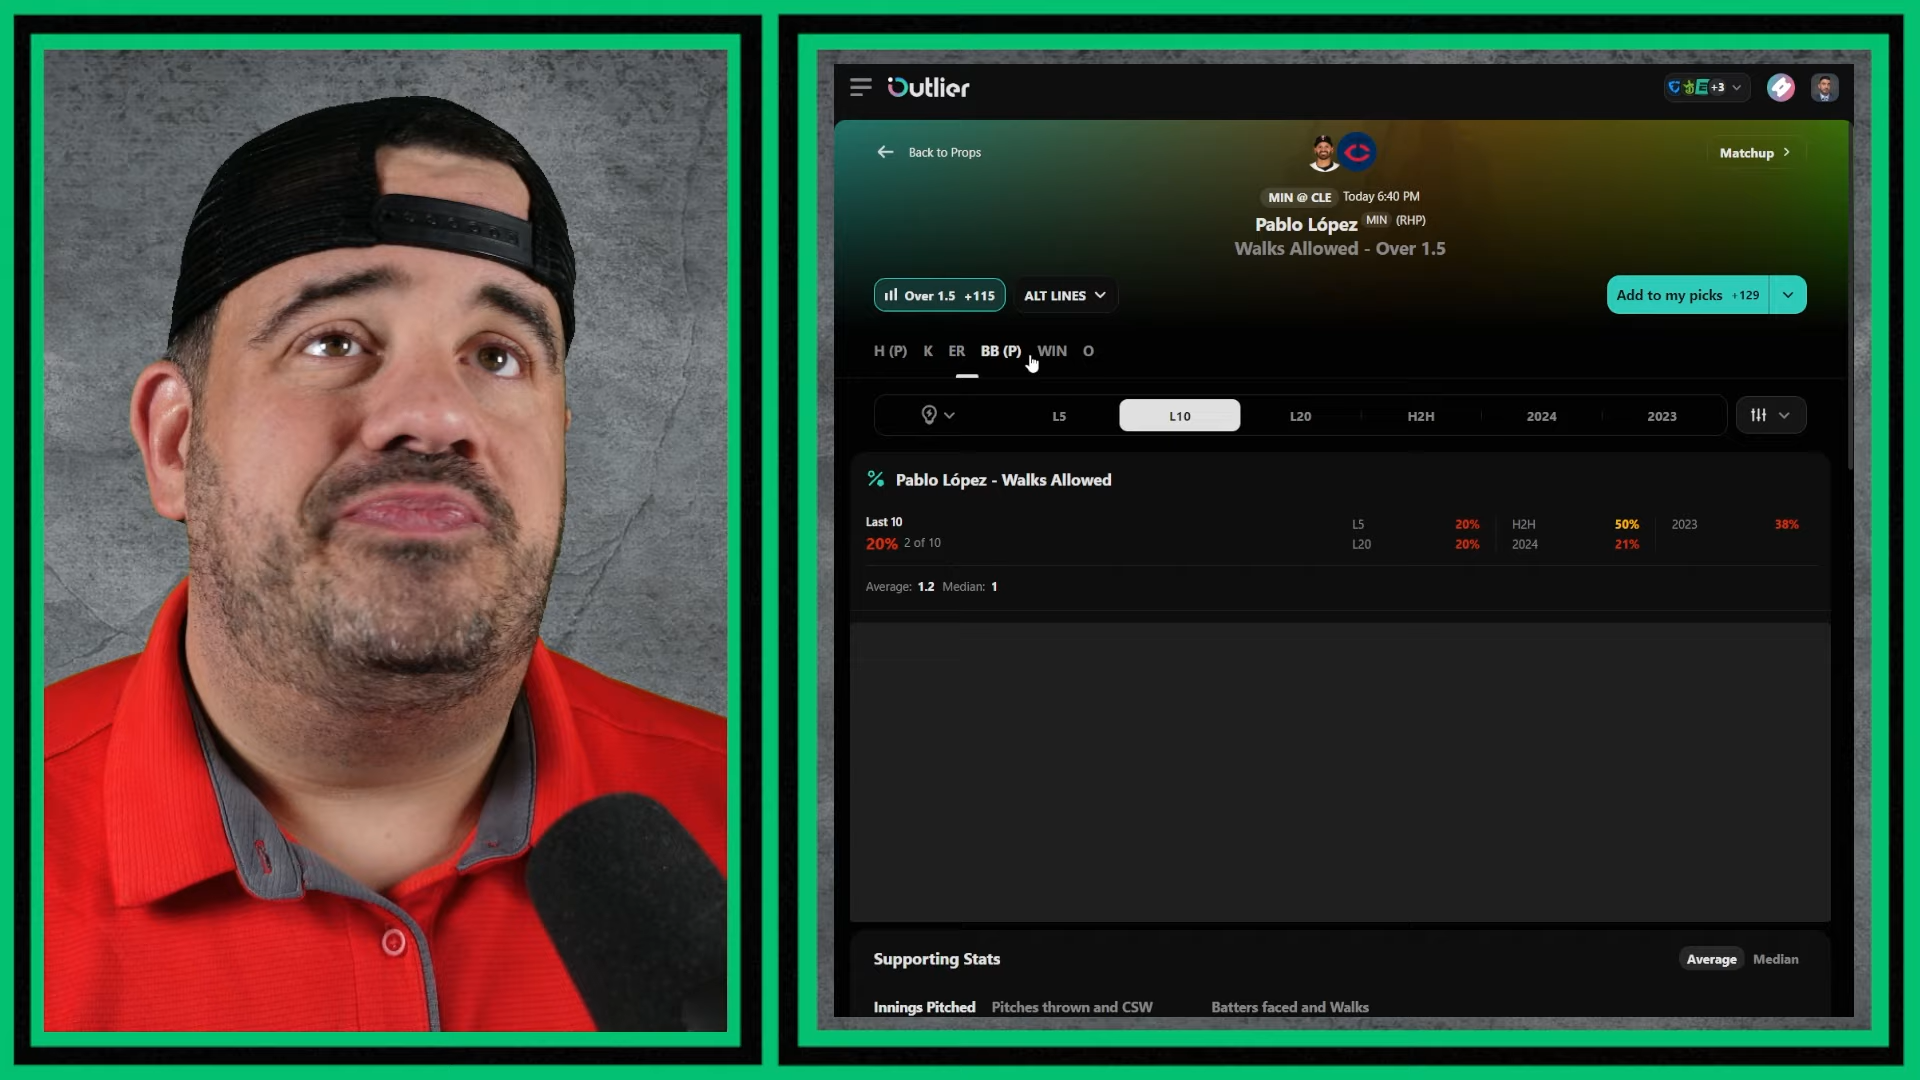 Outlier
+3
Back to Props
Matchup
MIN @ CLE Today 6:40 PM
Pablo López MIN (RHP)
Walks Allowed - Over 1.5
Over 1.5 +115
ALT LINES
Add to my picks +129
H (P) K ER BB (P) WIN O
L5 L10 L20 H2H 2024 2023
Pablo López - Walks Allowed
Last 10
20% 2 of 10
L5 20% H2H 50% 2023 38%
L20 20% 2024 21%
Average: 1.2 Median: 1
Supporting Stats
Average Median
Innings Pitched Pitches thrown and CSW Batters faced and Walks